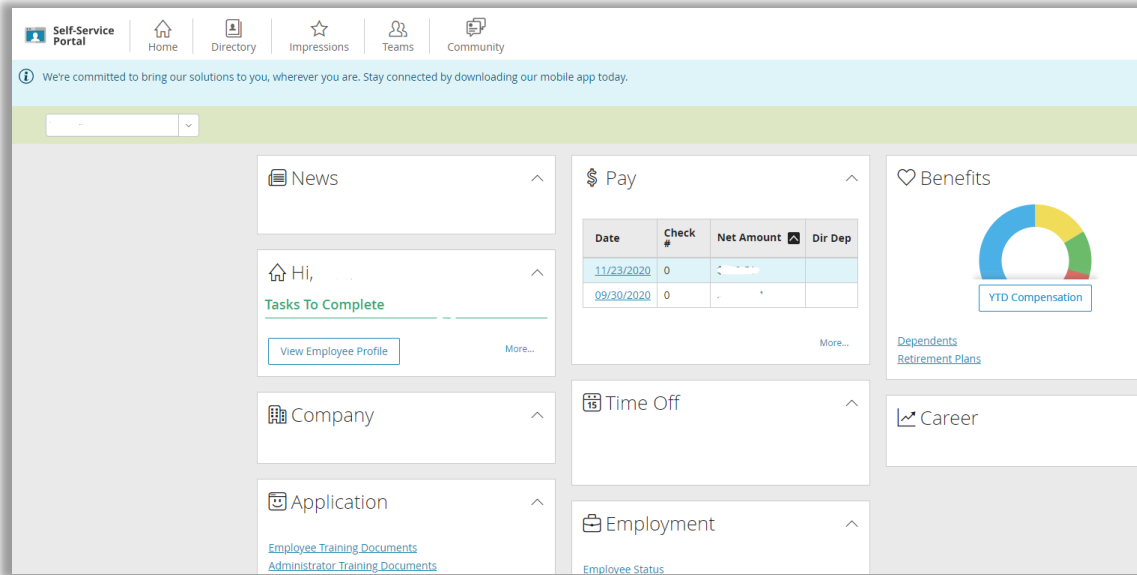 Self-Service
Portal
Home
Directory
Impressions
Teams
Community
We're committed to bring our solutions to you, wherever you are. Stay connected by downloading our mobile app today.
News
Hi,
Tasks To Complete
View Employee Profile
More...
Company
Application
Employee Training Documents
Administrator Training Documents
$ Pay
Date
Check
#
Net Amount
Dir Dep
11/23/2020
0
09/30/2020
0
More...
15
Time Off
Employment
Employee Status
Benefits
YTD Compensation
Dependents
Retirement Plans
Career